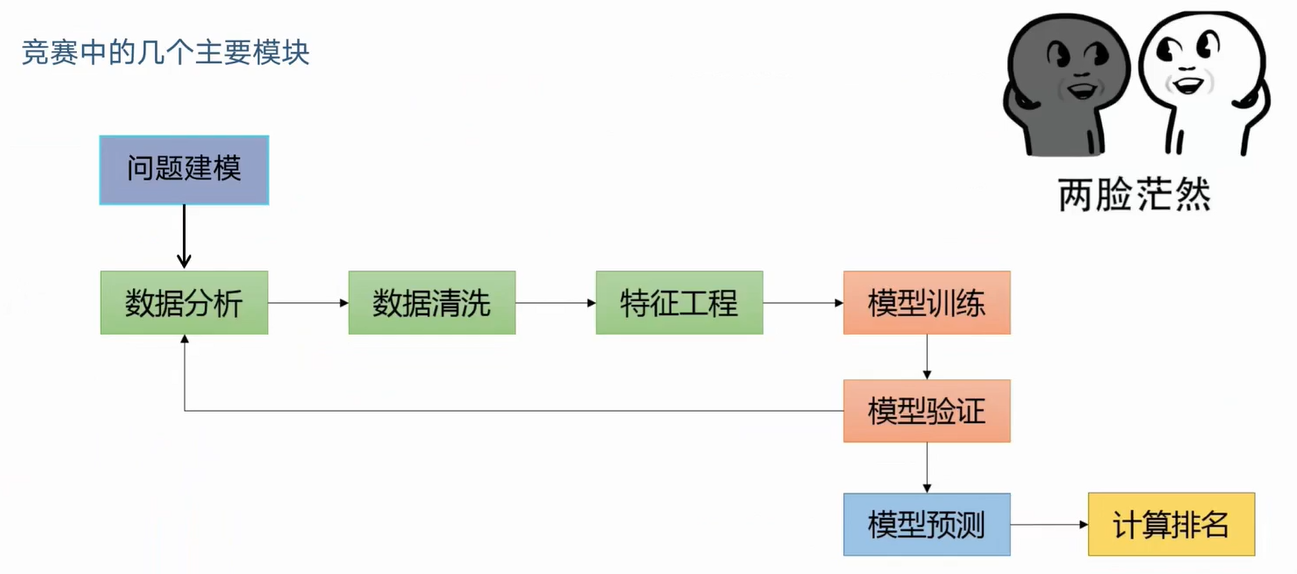 竞赛中的几个主要模块
两脸茫然
问题建模
数据分析
数据清洗
特征工程
模型训练
模型验证
模型预测
计算排名